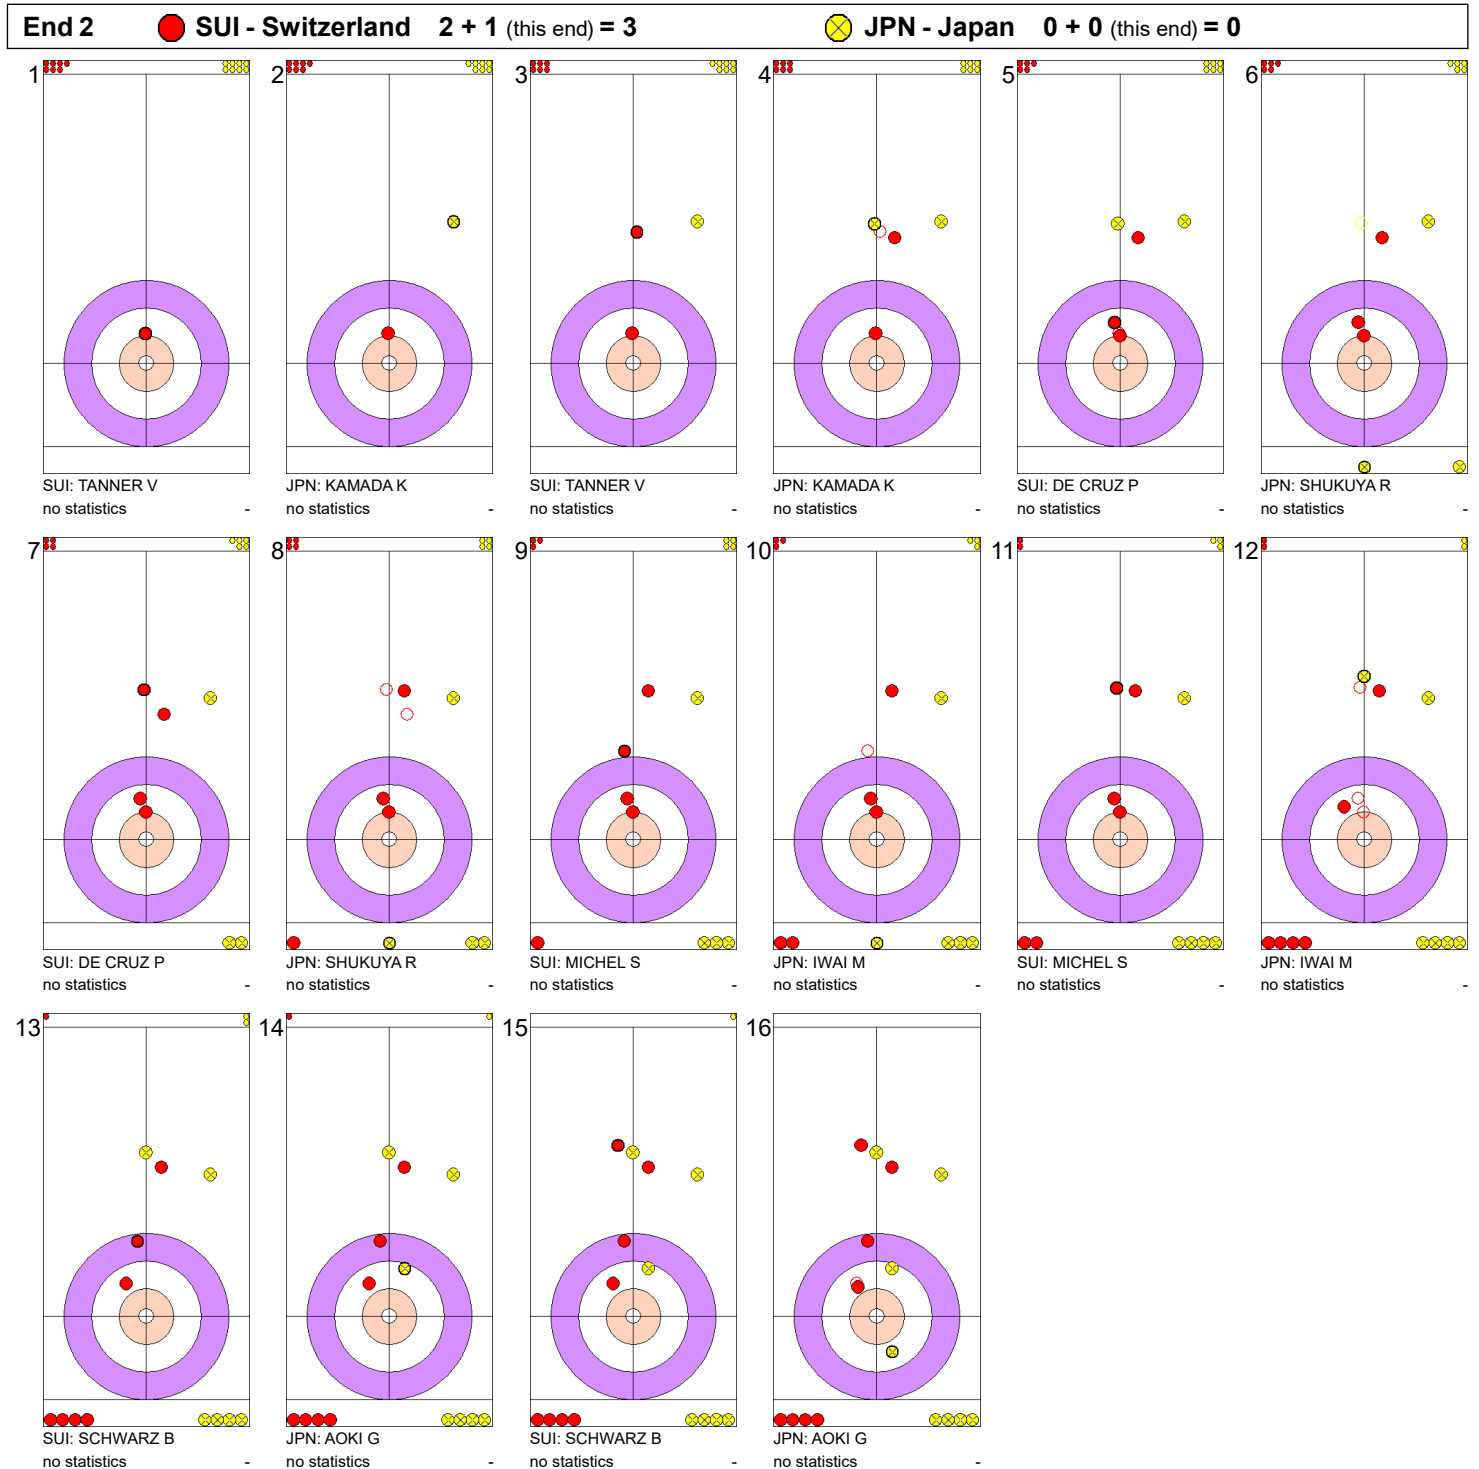 End 2 SUI - Switzerland 2 + 1 (this end) = 3 JPN - Japan 0 + 0 (this end) = 0
1 2 3 4 5 6
SUI: TANNER V JPN: KAMADA K SUI: TANNER V JPN: KAMADA K SUI: DE CRUZ P JPN: SHUKUYA R
no statistics - no statistics - no statistics - no statistics - no statistics - no statistics -
7 8 9 10 11 12
SUI: DE CRUZ P JPN: SHUKUYA R SUI: MICHEL S JPN: IWAI M SUI: MICHEL S JPN: IWAI M
no statistics - no statistics - no statistics - no statistics - no statistics - no statistics -
13 14 15 16
SUI: SCHWARZ B JPN: AOKI G SUI: SCHWARZ B JPN: AOKI G
no statistics - no statistics - no statistics - no statistics -